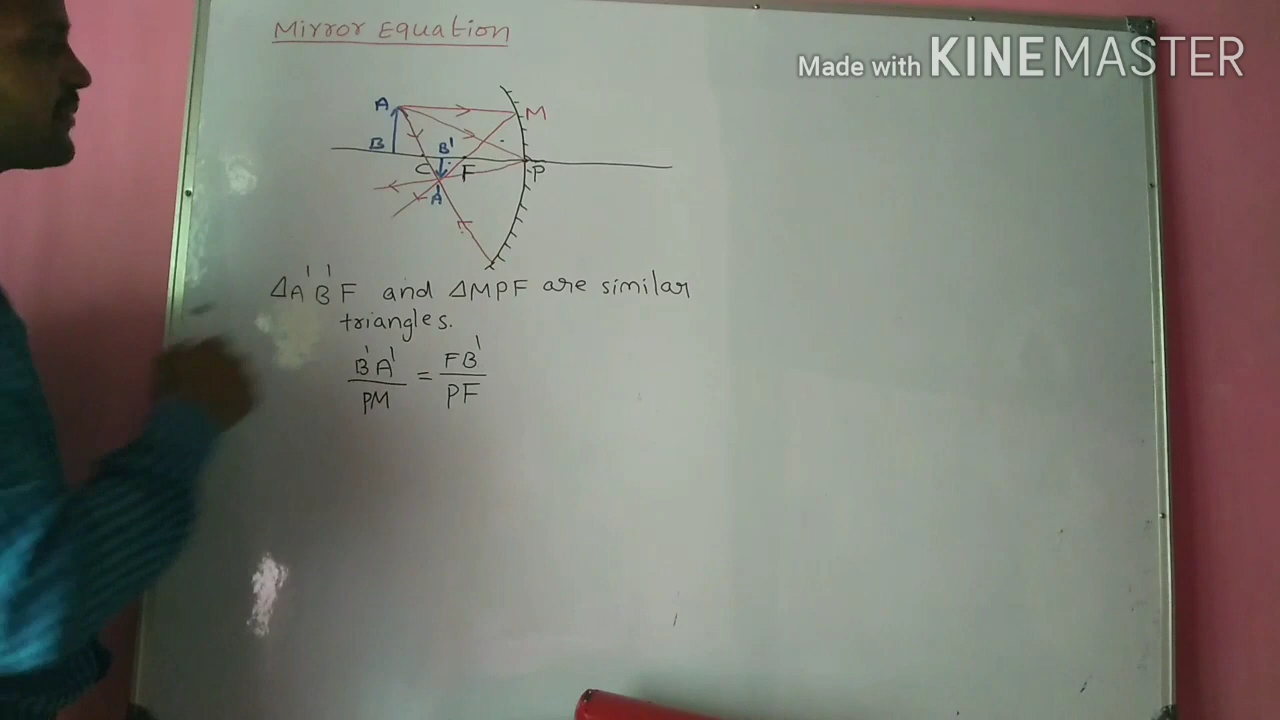 Mirror Equation
Made with KINEMASTER
A
M
B
B'
C
F
P
A'
ΔA'B'F and ΔMPF are similar
triangles.
B'A'/PM = FB'/PF